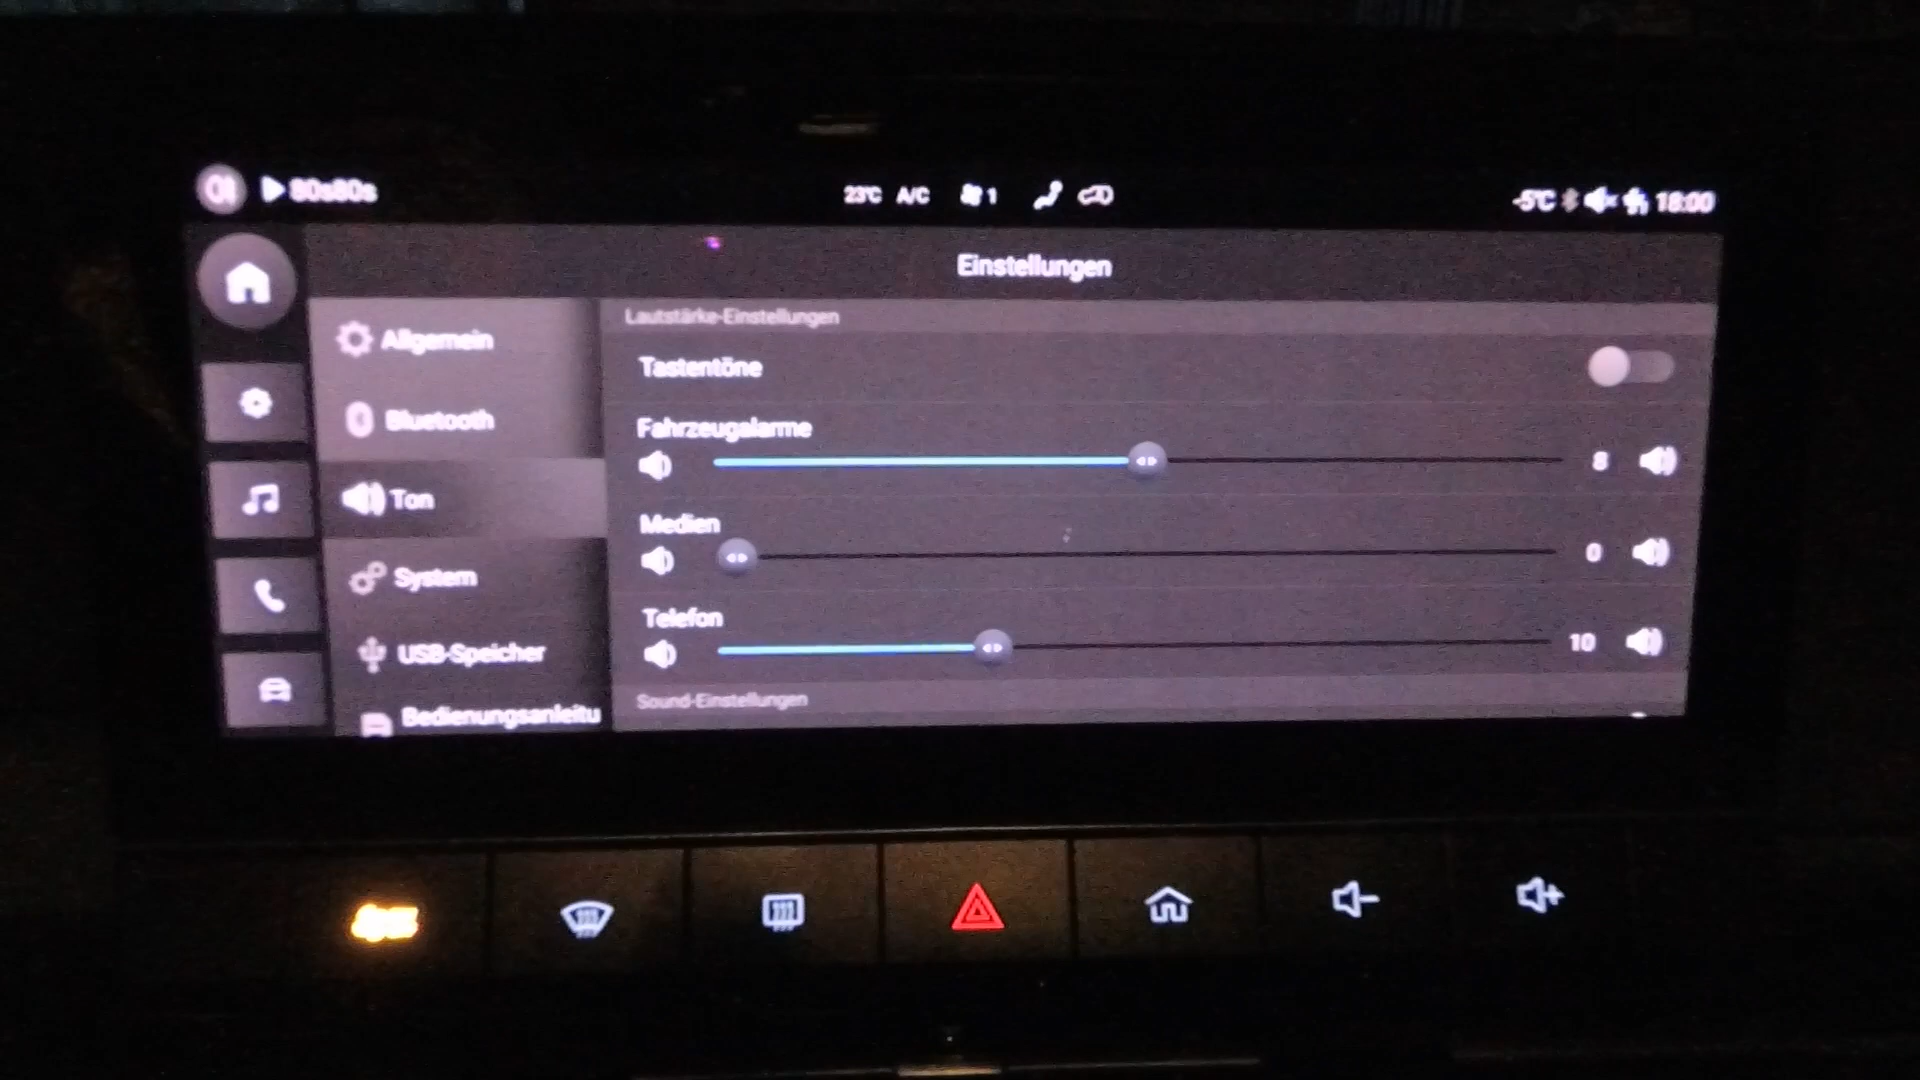 80s80s
23°C A/C 1
-5°C 18:00
Einstellungen
Allgemein
Bluetooth
Ton
System
USB-Speicher
Bedienungsanleitu
Lautstärke-Einstellungen
Tastentöne
Fahrzeugalarme
8
Medien
0
Telefon
10
Sound-Einstellungen